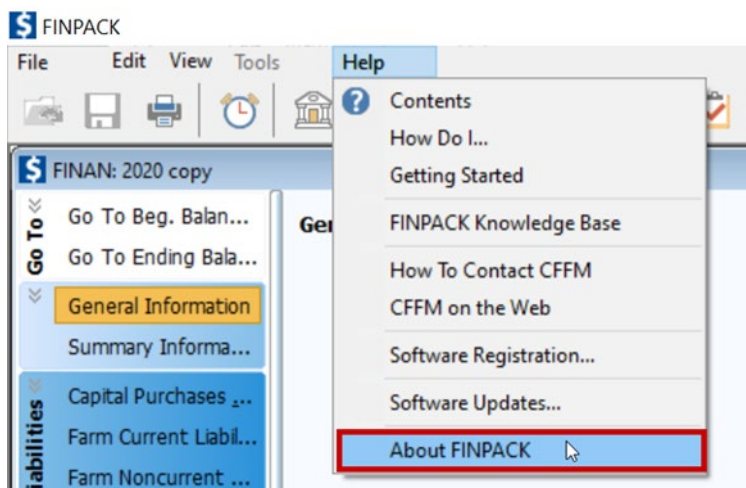 FINPACK
File Edit View Tools Help
Contents
How Do I...
Getting Started
FINPACK Knowledge Base
How To Contact CFFM
CFFM on the Web
Software Registration...
Software Updates...
About FINPACK
FINAN: 2020 copy
Go To
Go To Beg. Balan...
Go To Ending Bala...
General Information
Summary Informa...
Capital Purchases ...
Farm Current Liabil...
Farm Noncurrent ...